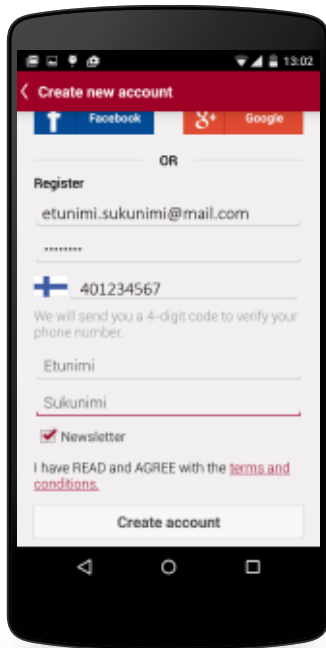 13:02
Create new account
f Facebook
8+ Google
OR
Register
etunimi.sukunimi@mail.com
........
401234567
We will send you a 4-digit code to verify your
phone number.
Etunimi
Sukunimi
Newsletter
I have READ and AGREE with the terms and
conditions.
Create account